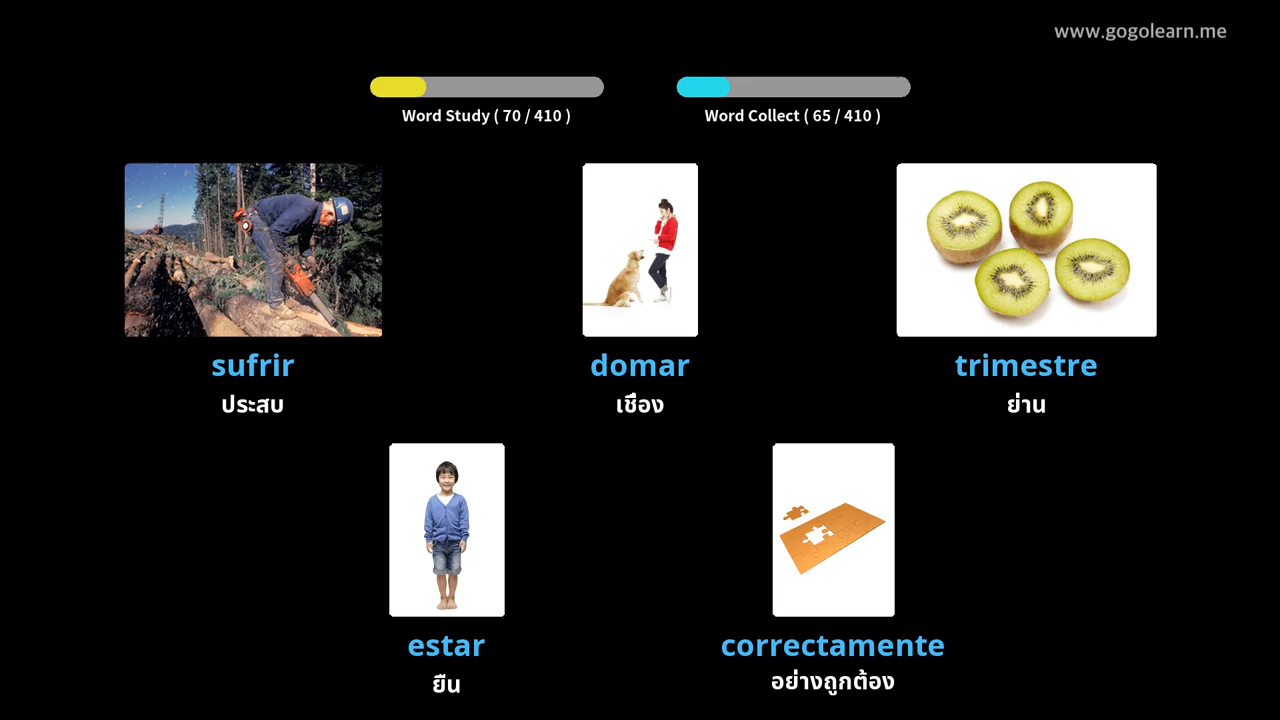 www.gogolearn.me
Word Study ( 70 / 410 )
Word Collect ( 65 / 410 )
sufrir
domar
trimestre
ประสบ
เชื่อง
ย่าน
estar
correctamente
ยืน
อย่างถูกต้อง